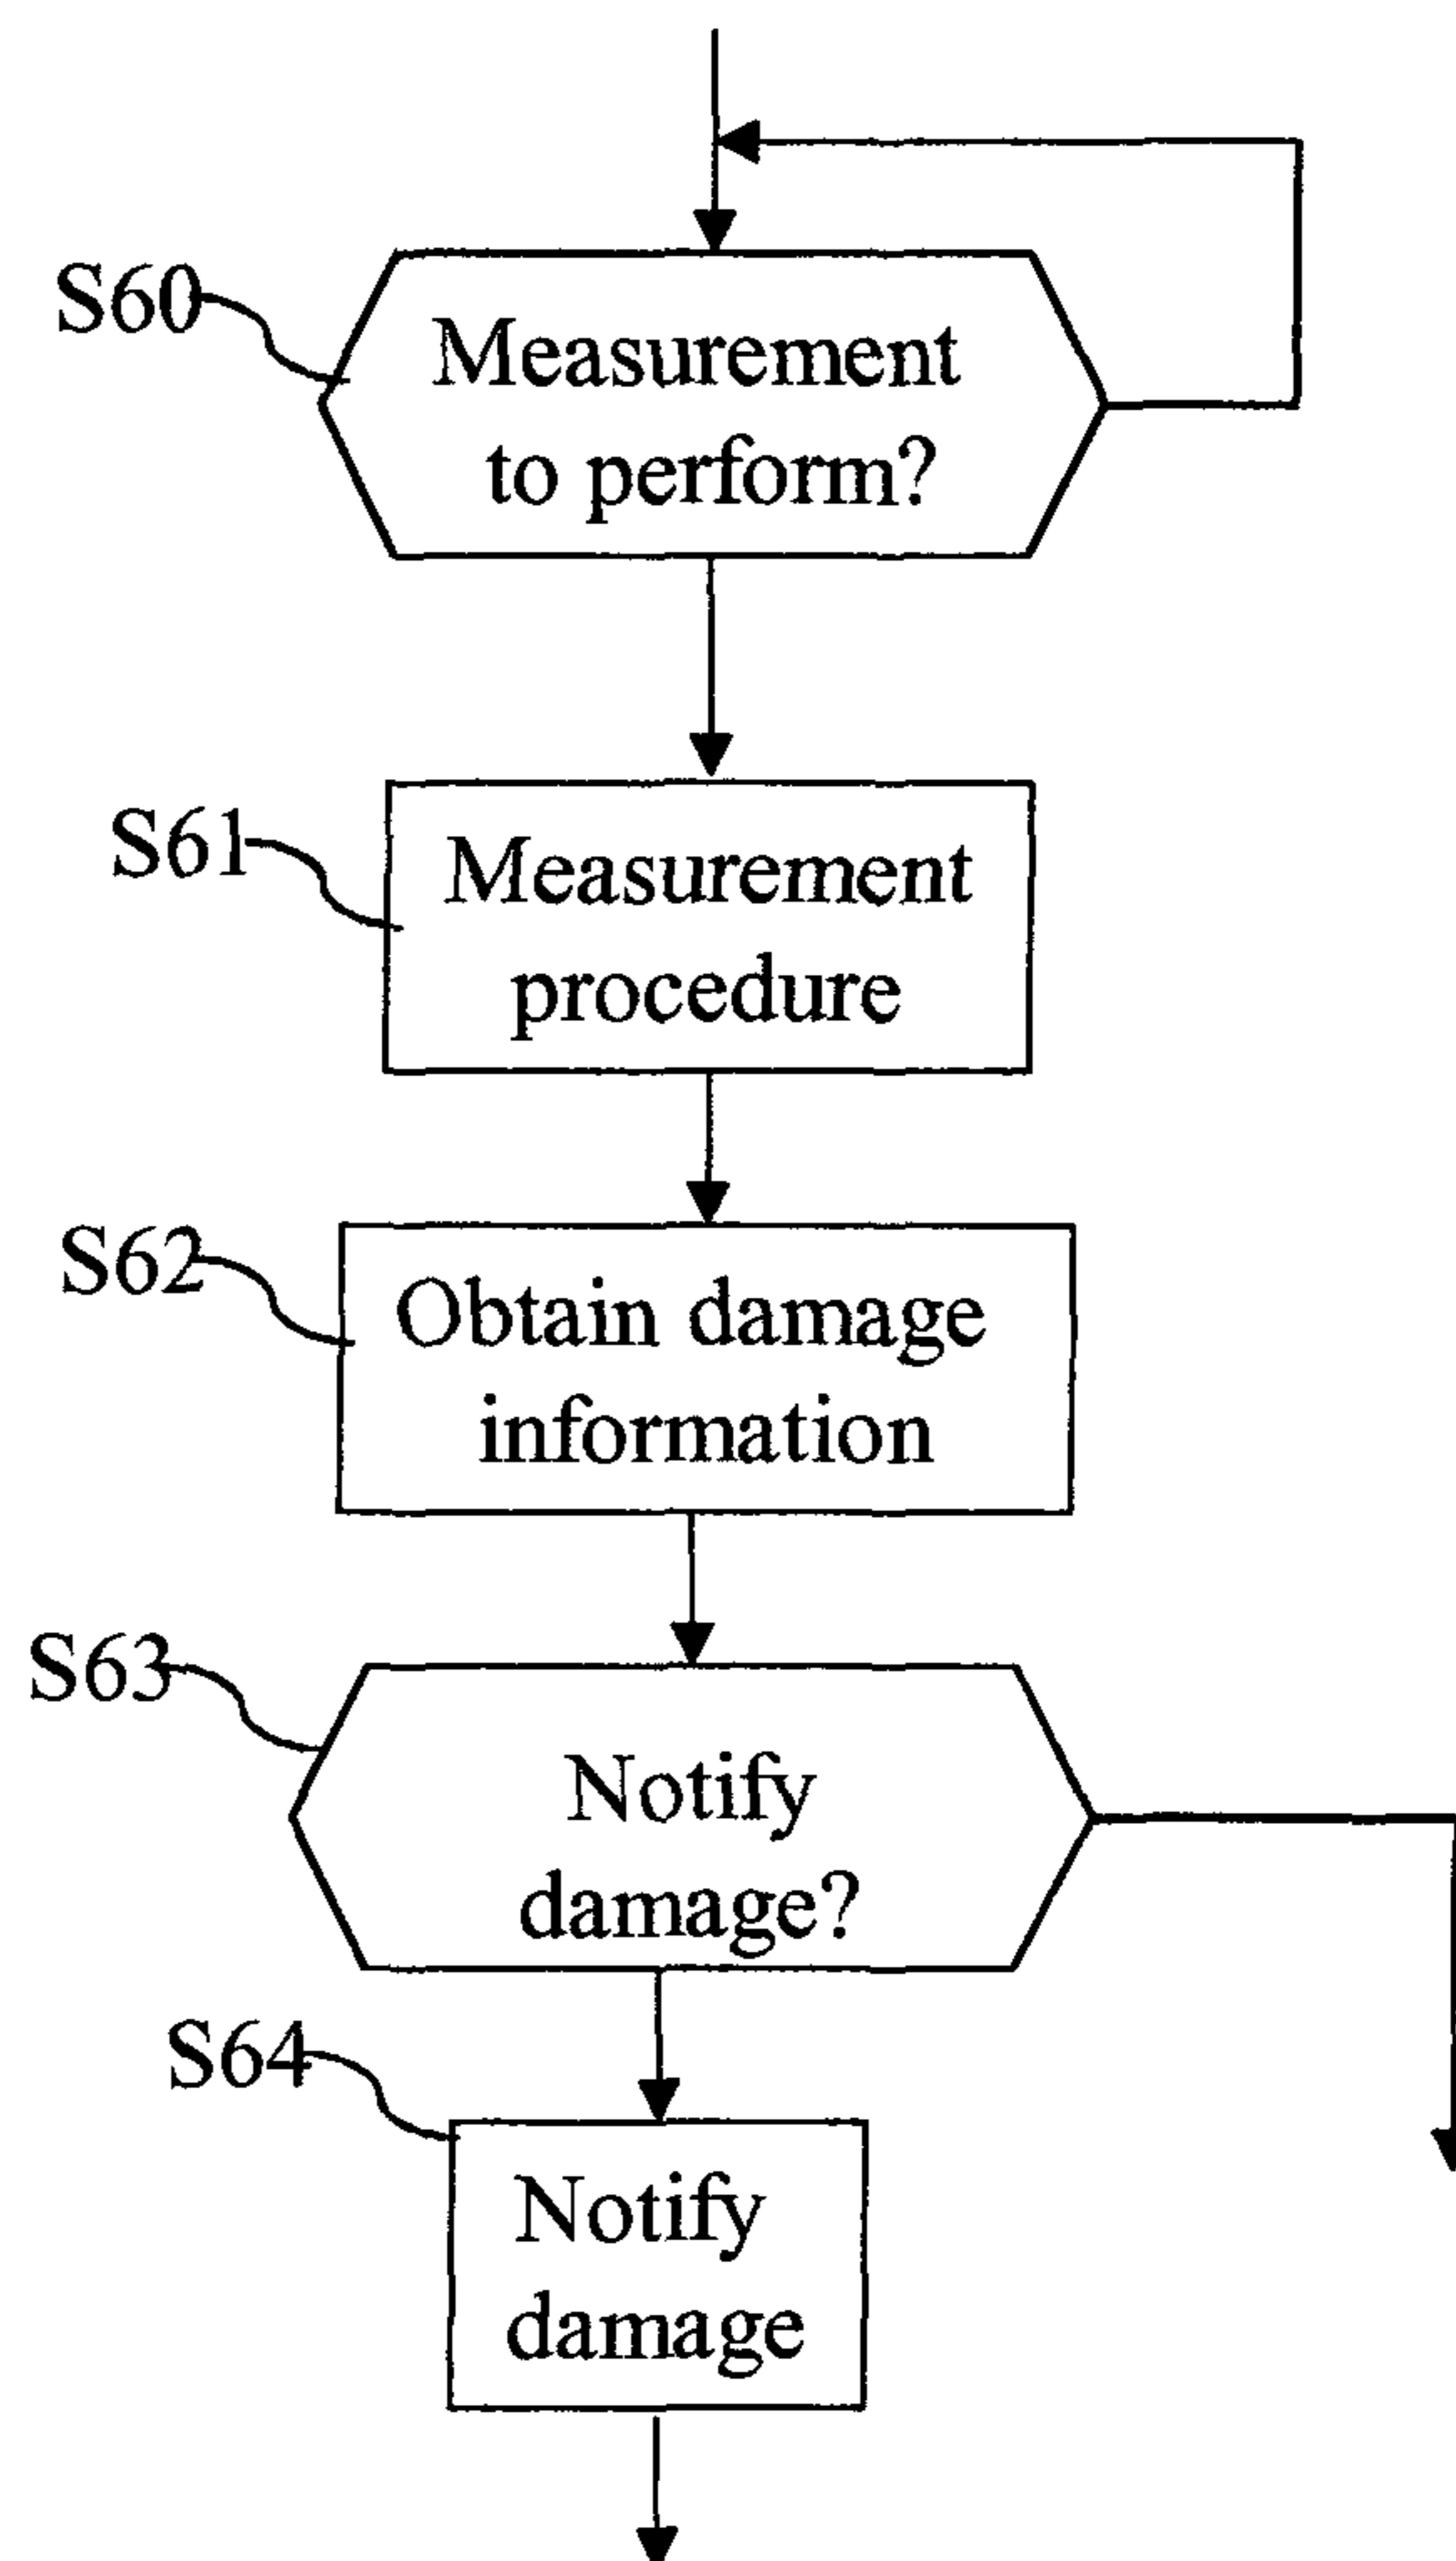 S60
Measurement
to perform?
S61
Measurement
procedure
S62
Obtain damage
information
S63
Notify
damage?
S64
Notify
damage